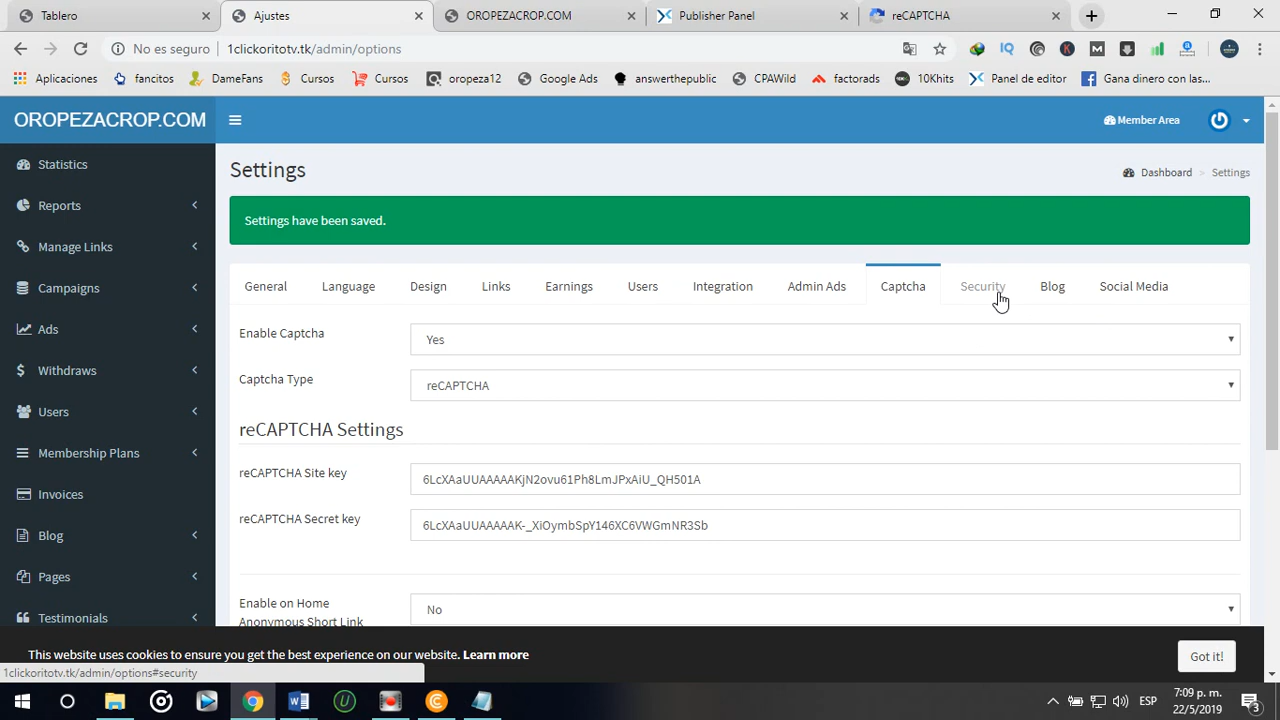 Tablero
Ajustes
OROPEZACROP.COM
Publisher Panel
reCAPTCHA
No es seguro
1clickoritotv.tk/admin/options
Aplicaciones
fancitos
DameFans
Cursos
Cursos
oropeza12
Google Ads
answerthepublic
CPAWild
factorads
10Khits
Panel de editor
Gana dinero con las...
OROPEZACROP.COM
Member Area
Statistics
Reports
Manage Links
Campaigns
Ads
Withdraws
Users
Membership Plans
Invoices
Blog
Pages
Testimonials
Settings
Dashboard > Settings
Settings have been saved.
General
Language
Design
Links
Earnings
Users
Integration
Admin Ads
Captcha
Security
Blog
Social Media
Enable Captcha
Yes
Captcha Type
reCAPTCHA
reCAPTCHA Settings
reCAPTCHA Site key
6LcXAaUUAAAAAKjN2ovu61Ph8LmJPxAiU_QH501A
reCAPTCHA Secret key
6LcXAaUUAAAAAK-_XiOymbSpY146XC6VWGmNR3Sb
Enable on Home
Anonymous Short Link
No
This website uses cookies to ensure you get the best experience on our website. Learn more
Got it!
1clickoritotv.tk/admin/options#security
ESP
7:09 p. m.
22/5/2019
3